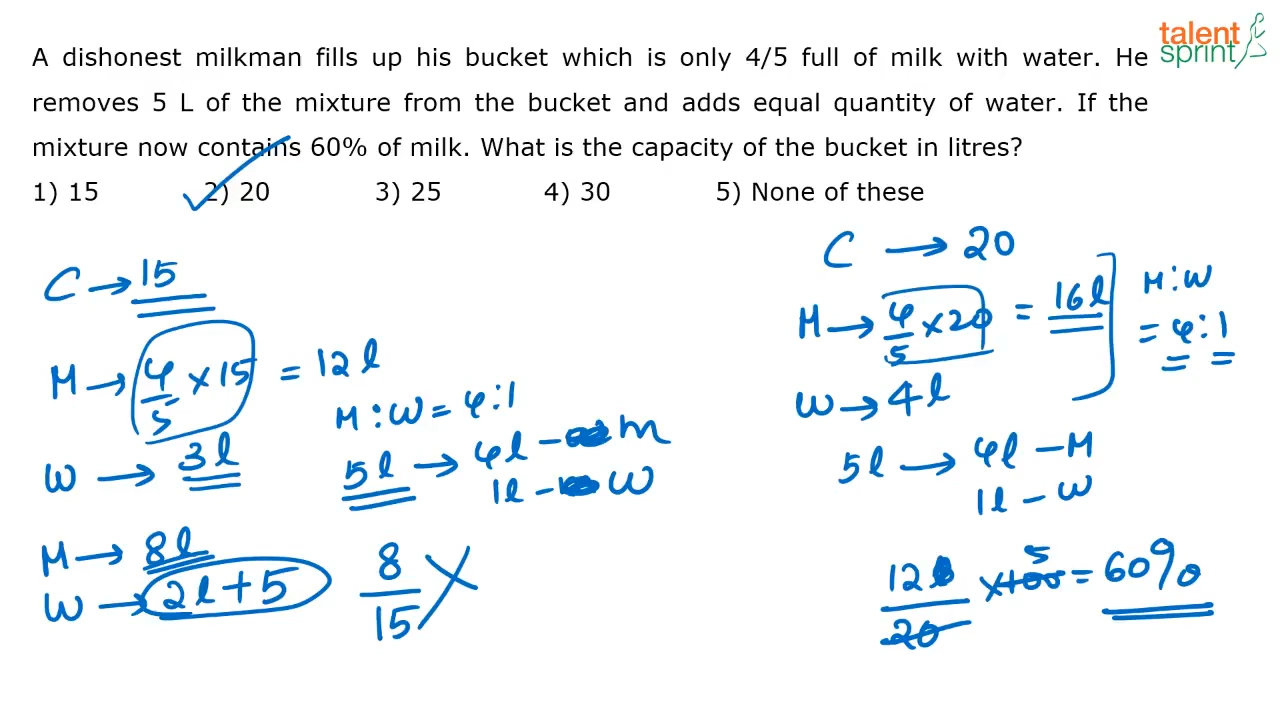 talent
sprint
A dishonest milkman fills up his bucket which is only 4/5 full of milk with water. He
removes 5 L of the mixture from the bucket and adds equal quantity of water. If the
mixture now contains 60% of milk. What is the capacity of the bucket in litres?
1) 15 2) 20 3) 25 4) 30 5) None of these
C → 15
M → 4/5 × 15 = 12 l
W → 3 l
M : W = 4 : 1
5 l → 4 l - m
1 l - W
M → 8 l
W → 2 l + 5
8/15 ×
C → 20
M → 4/5 × 20 = 16 l
W → 4 l
M : W
= 4 : 1
5 l → 4 l - M
1 l - W
12/20 × 100 5 = 60%